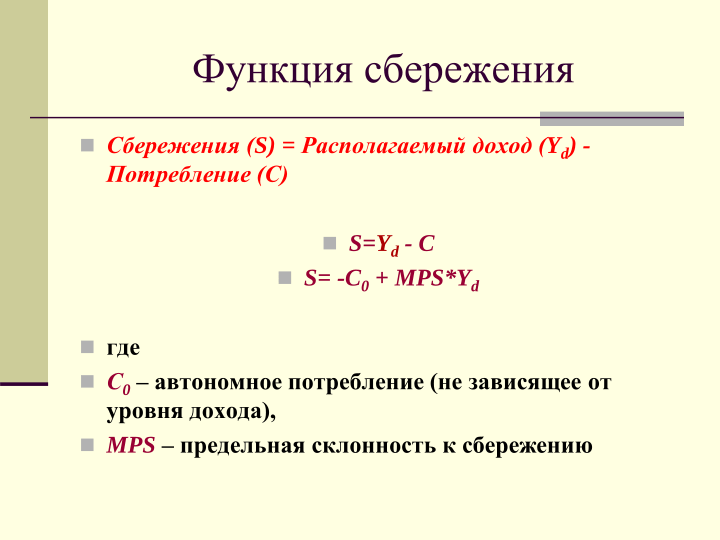 Функция сбережения
Сбережения (S) = Располагаемый доход (Yd) -
Потребление (C)
S=Yd - C
S= -C0 + MPS*Yd
где
C0 – автономное потребление (не зависящее от
уровня дохода),
MPS – предельная склонность к сбережению